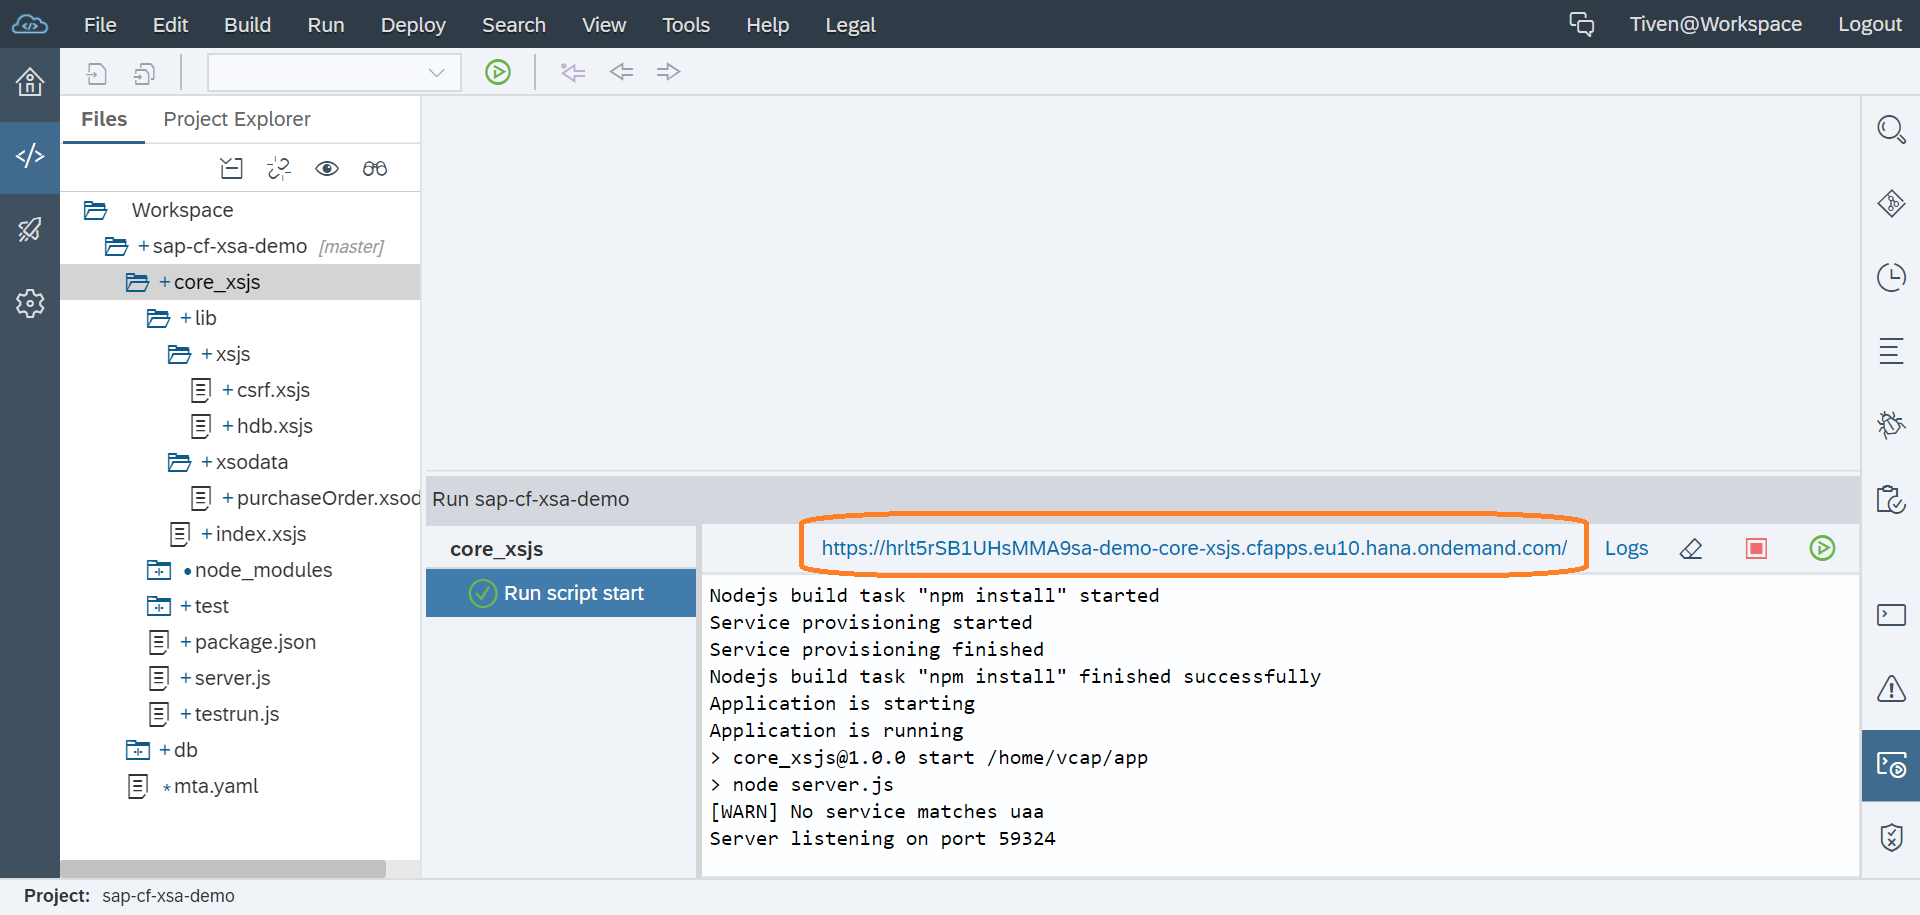 File Edit Build Run Deploy Search View Tools Help Legal Tiven@Workspace Logout
Files Project Explorer
Workspace
+sap-cf-xsa-demo [master]
+core_xsjs
+lib
+xsjs
+csrf.xsjs
+hdb.xsjs
+xsodata
+purchaseOrder.xsod
+index.xsjs
•node_modules
+test
+package.json
+server.js
+testrun.js
+db
*mta.yaml
Run sap-cf-xsa-demo
core_xsjs
Run script start
https://hrlt5rSB1UHsMMA9sa-demo-core-xsjs.cfapps.eu10.hana.ondemand.com/ Logs
Nodejs build task "npm install" started
Service provisioning started
Service provisioning finished
Nodejs build task "npm install" finished successfully
Application is starting
Application is running
> core_xsjs@1.0.0 start /home/vcap/app
> node server.js
[WARN] No service matches uaa
Server listening on port 59324
Project: sap-cf-xsa-demo